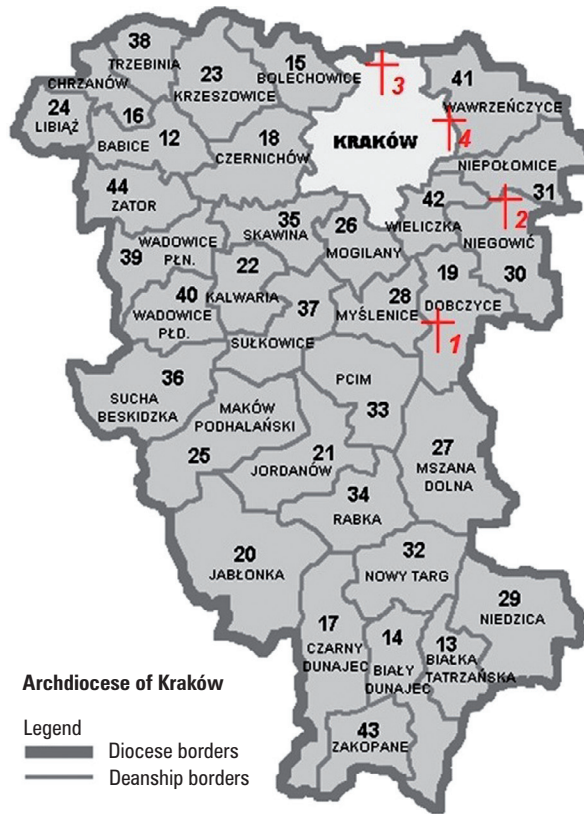 38
TRZEBINIA
15
BOLECHOWICE
3
41
WAWRZEŃCZYCE
23
KRZESZOWICE
CHRZANÓW
24
LIBIĄŻ
16
BABICE
12
18
CZERNICHÓW
KRAKÓW
4
NIEPOŁOMICE
31
44
ZATOR
35
SKAWINA
26
MOGILANY
42
WIELICZKA
2
NIEGOWIĆ
30
39
WADOWICE
PŁN.
22
KALWARIA
19
DOBCZYCE
40
WADOWICE
PŁD.
37
SUŁKOWICE
28
MYŚLENICE
1
36
SUCHA
BESKIDZKA
MAKÓW
PODHALAŃSKI
25
PCIM
33
21
JORDANÓW
27
MSZANA
DOLNA
34
RABKA
20
JABŁONKA
32
NOWY TARG
29
NIEDZICA
17
CZARNY
DUNAJEC
14
BIAŁY
DUNAJEC
13
BIAŁKA
TATRZAŃSKA
43
ZAKOPANE
Archdiocese of Kraków
Legend
Diocese borders
Deanship borders